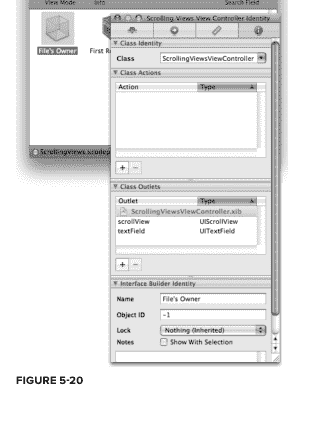 View Mode Info Search Field
Scrolling Views View Controller Identity
File's Owner First R
Class Identity
Class ScrollingViewsViewController
Class Actions
Action Type
ScrollingViews.xcodep
+ −
Class Outlets
Outlet Type
ScrollingViewsViewController.xib
scrollView UIScrollView
textField UITextField
+ −
Interface Builder Identity
Name File's Owner
Object ID -1
Lock Nothing (Inherited)
Notes Show With Selection
FIGURE 5-20